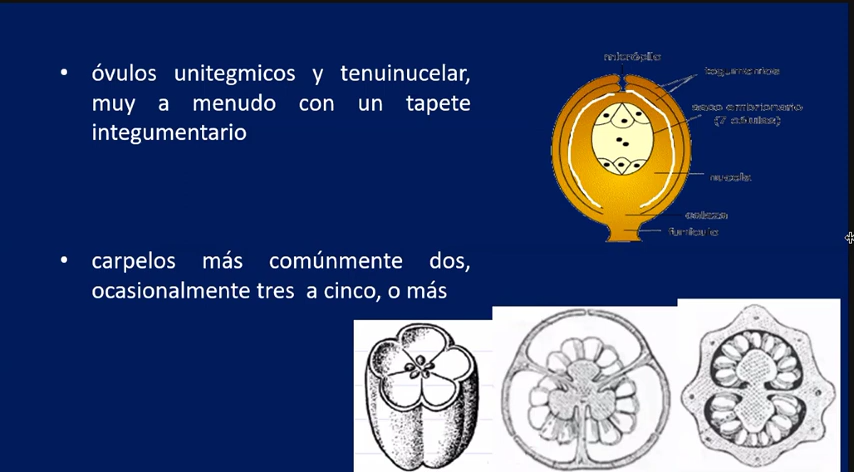 • óvulos unitegmicos y tenuinucelar,
muy a menudo con un tapete
integumentario
• carpelos más comúnmente dos,
ocasionalmente tres a cinco, o más
micrópila
tegumentos
saco embrionario
(7 células)
nucela
calaza
funículo